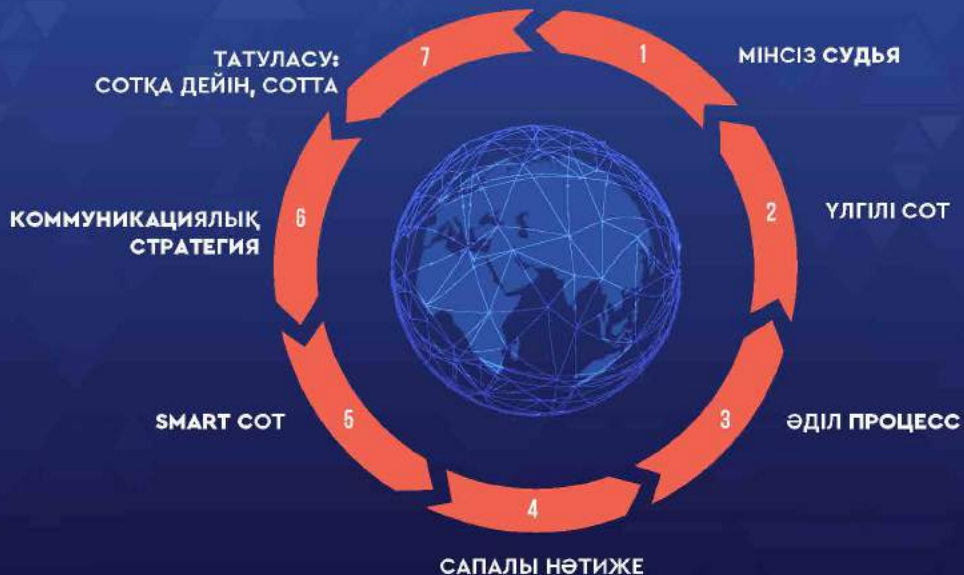 1
МІНСІЗ СУДЬЯ
2
ҮЛГІЛІ СОТ
3
ӘДІЛ ПРОЦЕСС
4
САПАЛЫ НӘТИЖЕ
5
SMART СОТ
6
КОММУНИКАЦИЯЛЫҚ
СТРАТЕГИЯ
7
ТАТУЛАСУ:
СОТҚА ДЕЙІН, СОТТА